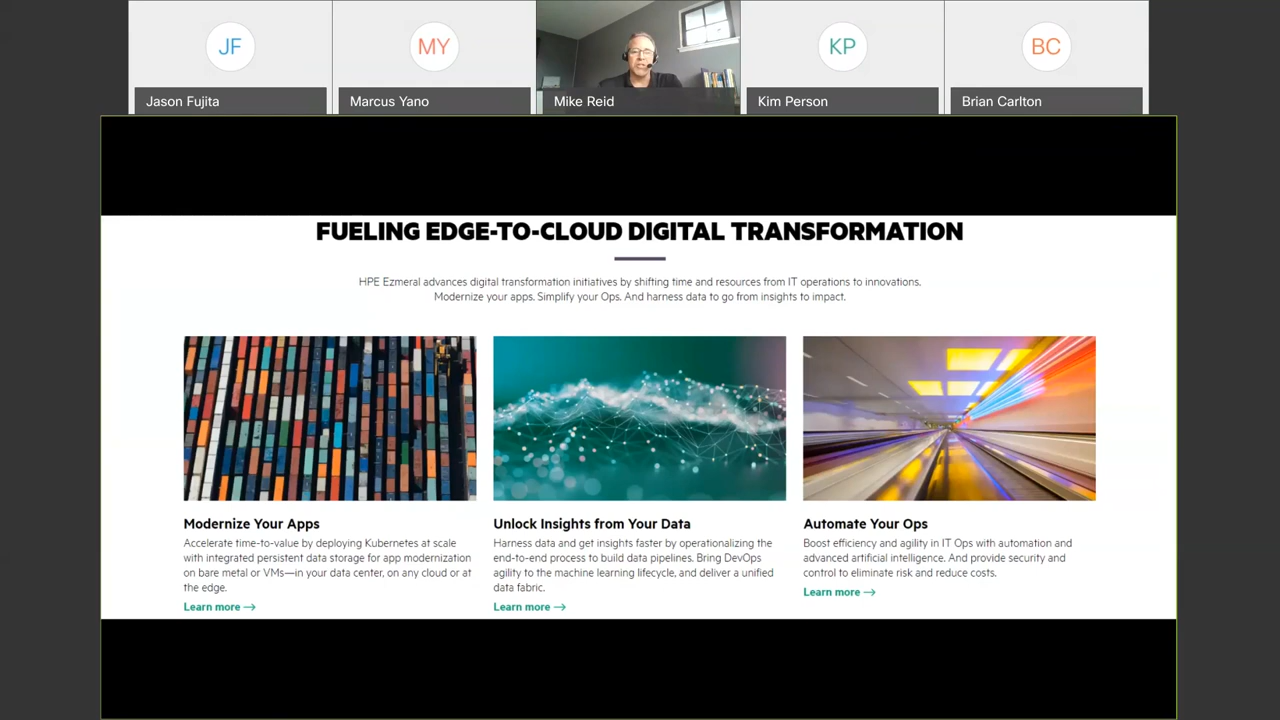 JF
MY
KP
BC
Jason Fujita
Marcus Yano
Mike Reid
Kim Person
Brian Carlton
FUELING EDGE-TO-CLOUD DIGITAL TRANSFORMATION
HPE Ezmeral advances digital transformation initiatives by shifting time and resources from IT operations to innovations.
Modernize your apps. Simplify your Ops. And harness data to go from insights to impact.
Modernize Your Apps
Accelerate time-to-value by deploying Kubernetes at scale
with integrated persistent data storage for app modernization
on bare metal or VMs—in your data center, on any cloud or at
the edge.
Learn more →
Unlock Insights from Your Data
Harness data and get insights faster by operationalizing the
end-to-end process to build data pipelines. Bring DevOps
agility to the machine learning lifecycle, and deliver a unified
data fabric.
Learn more →
Automate Your Ops
Boost efficiency and agility in IT Ops with automation and
advanced artificial intelligence. And provide security and
control to eliminate risk and reduce costs.
Learn more →